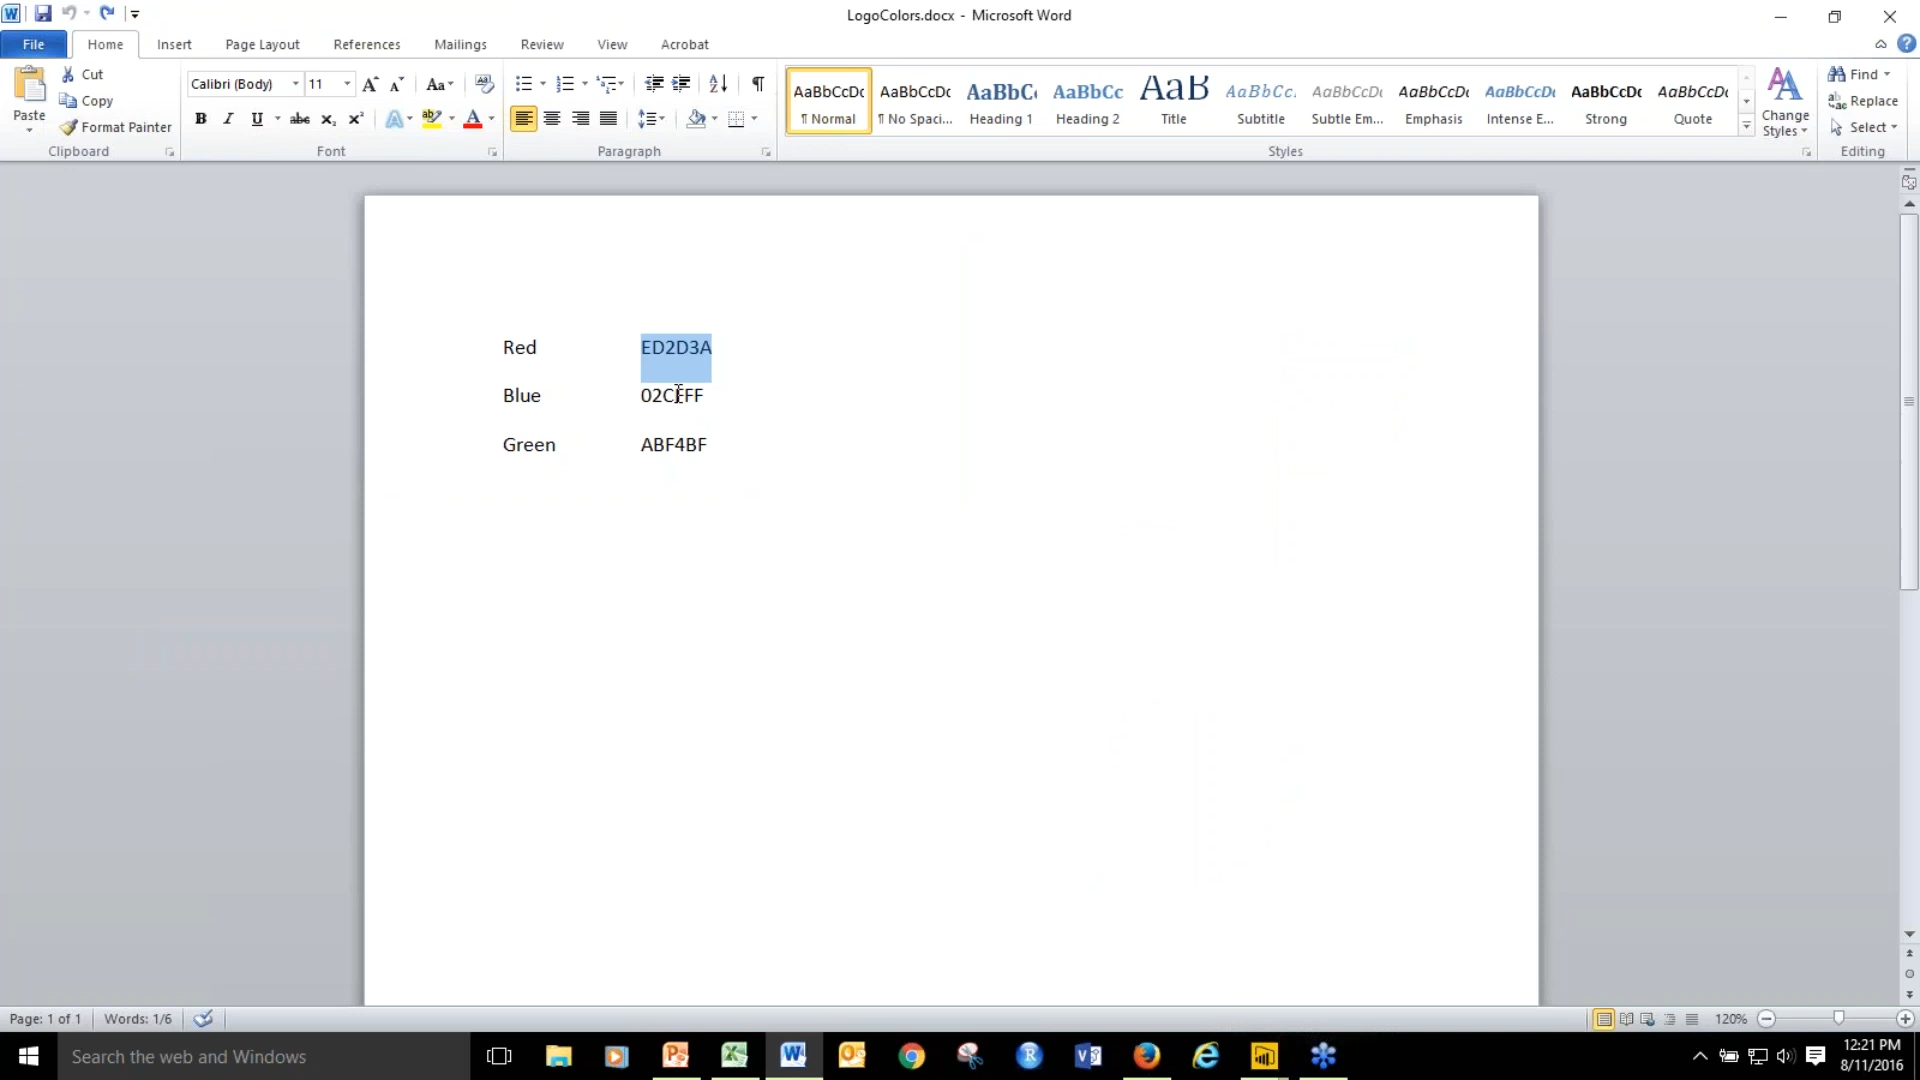 LogoColors.docx - Microsoft Word
File Home Insert Page Layout References Mailings Review View Acrobat
Paste
Cut
Copy
Format Painter
Clipboard
Calibri (Body) 11
Font
Paragraph
AaBbCcDc AaBbCcDc AaBbCc AaBbCc AaB AaBbCc. AaBbCcDc AaBbCcDc AaBbCcDc AaBbCcDc AaBbCcDc
¶ Normal ¶ No Spaci... Heading 1 Heading 2 Title Subtitle Subtle Em... Emphasis Intense E... Strong Quote
Styles
Change
Styles
Find
Replace
Select
Editing
Red ED2D3A
Blue
Green ABF4BF
Page: 1 of 1 Words: 1/6 120%
Search the web and Windows
12:21 PM
8/11/2016